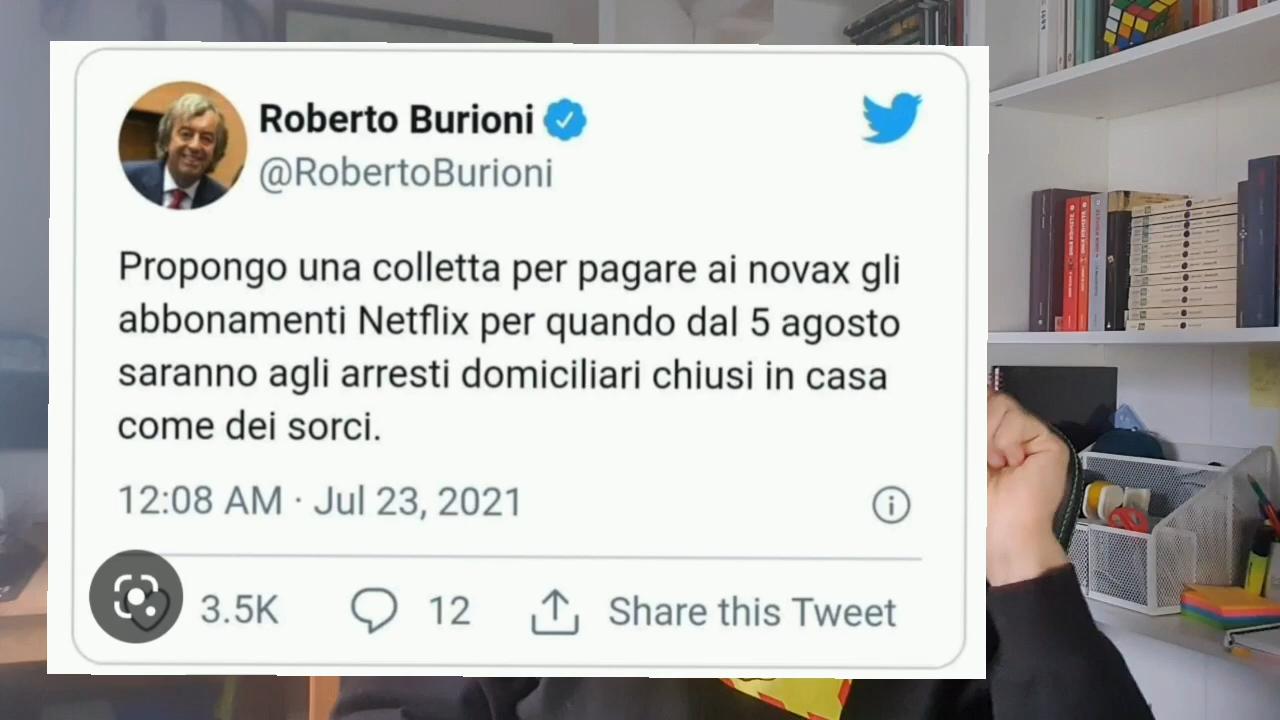 Roberto Burioni
@RobertoBurioni
Propongo una colletta per pagare ai novax gli
abbonamenti Netflix per quando dal 5 agosto
saranno agli arresti domiciliari chiusi in casa
come dei sorci.
12:08 AM · Jul 23, 2021
3.5K 12 Share this Tweet